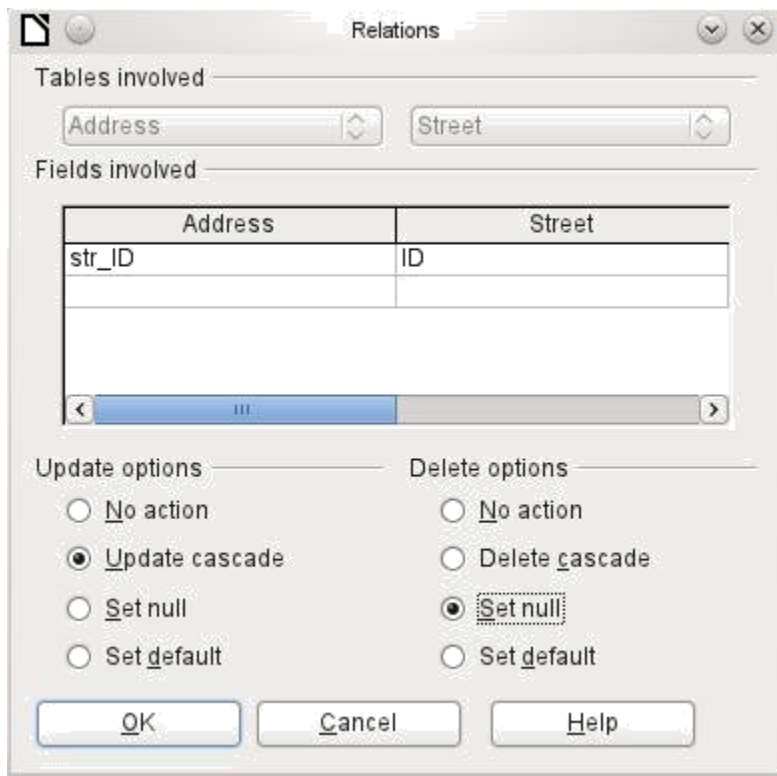 Relations
Tables involved
Address Street
Fields involved
Address Street
str_ID ID
Update options Delete options
No action No action
Update cascade Delete cascade
Set null Set null
Set default Set default
OK Cancel Help